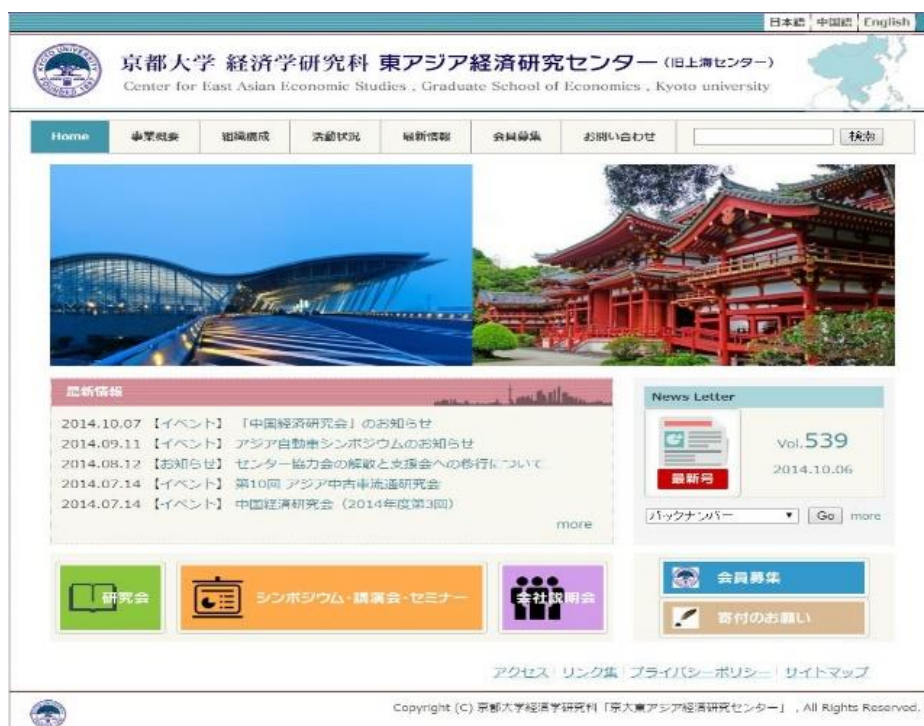 日本語 中国語 English
京都大学 経済学研究科 東アジア経済研究センター (旧上海センター)
Center for East Asian Economic Studies , Graduate School of Economics , Kyoto university
Home 事業概要 組織構成 活動状況 最新情報 会員募集 お問い合わせ 検索
最新情報
2014.10.07 【イベント】 「中国経済研究会」のお知らせ
2014.09.11 【イベント】 アジア自動車シンポジウムのお知らせ
2014.08.12 【お知らせ】 センター協力会の解散と支援会への移行について
2014.07.14 【イベント】 第10回 アジア中古車流通研究会
2014.07.14 【イベント】 中国経済研究会（2014年度第3回）
more
News Letter
Vol.539
2014.10.06
最新号
バックナンバー Go more
研究会
シンポジウム・講演会・セミナー
会社説明会
会員募集
寄付のお願い
アクセス リンク集 プライバシーポリシー サイトマップ
Copyright (C) 京都大学経済学研究科「京大東アジア経済研究センター」 , All Rights Reserved.